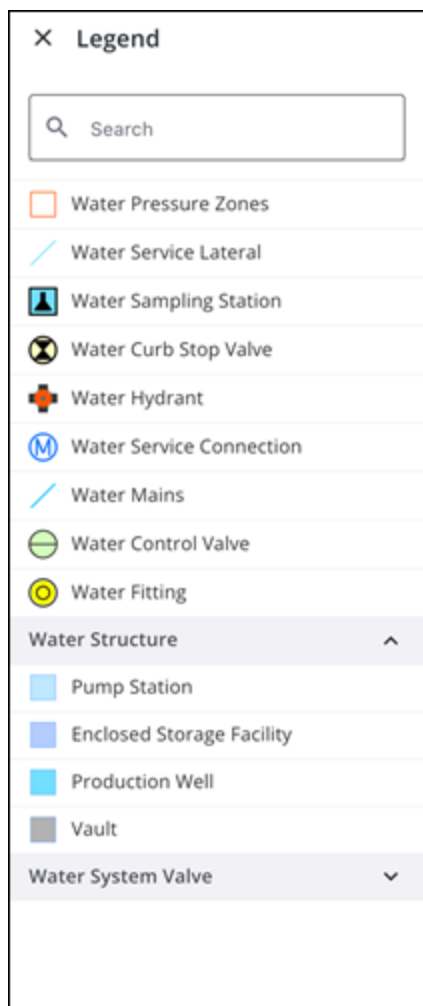 Legend
Search
Water Pressure Zones
Water Service Lateral
Water Sampling Station
Water Curb Stop Valve
Water Hydrant
M Water Service Connection
Water Mains
Water Control Valve
Water Fitting
Water Structure
Pump Station
Enclosed Storage Facility
Production Well
Vault
Water System Valve